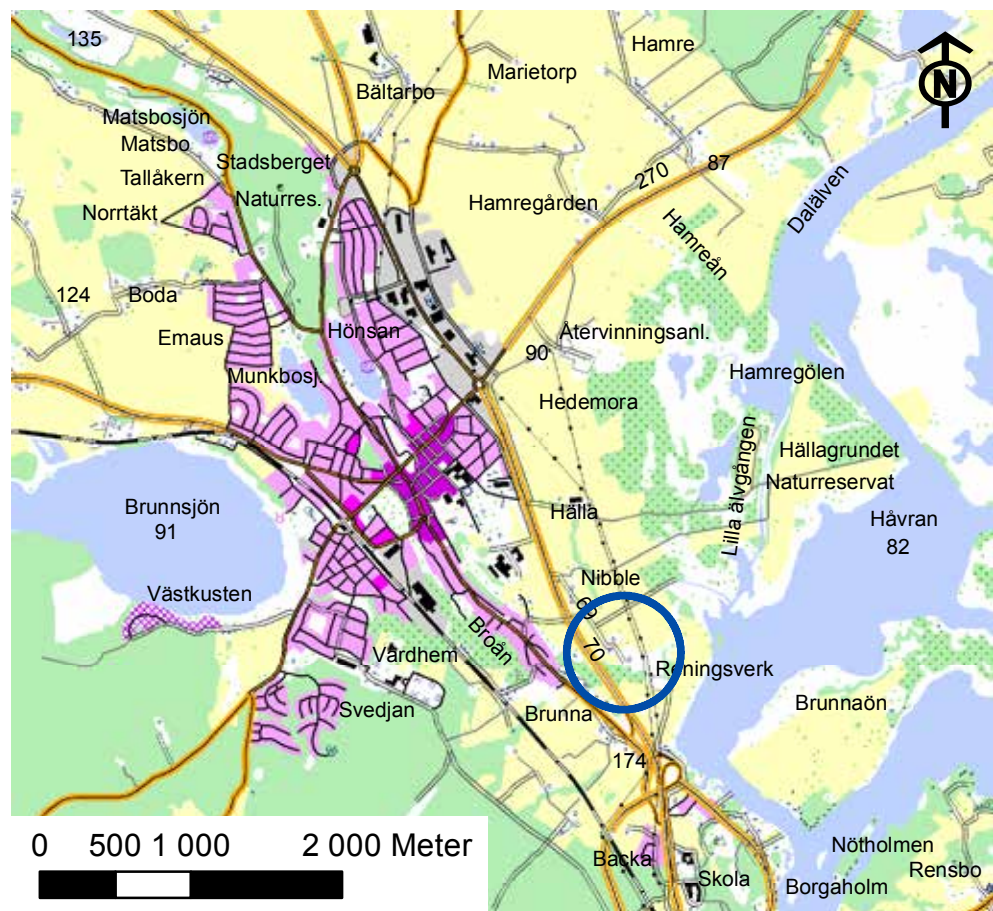 135
Hamre
Marietorp
Bältarbo
N
Matsbosjön
Matsbo
Stadsberget
Naturres.
Tallåkern
Norrtäkt
270
87
Dalälven
Hamregården
Hamreån
124
Boda
Emaus
Hönsan
Återvinningsanl.
90
Munkbosj.
Hamregölen
Hedemora
Lilla älvgången
Hällagrundet
Naturreservat
Brunnsjön
91
Hälla
Håvran
82
Nibble
Västkusten
69
70
Broån
Vårdhem
Reningsverk
Svedjan
Brunna
Brunnaön
174
0 500 1 000 2 000 Meter
Backa
Skola
Nötholmen
Rensbo
Borgaholm